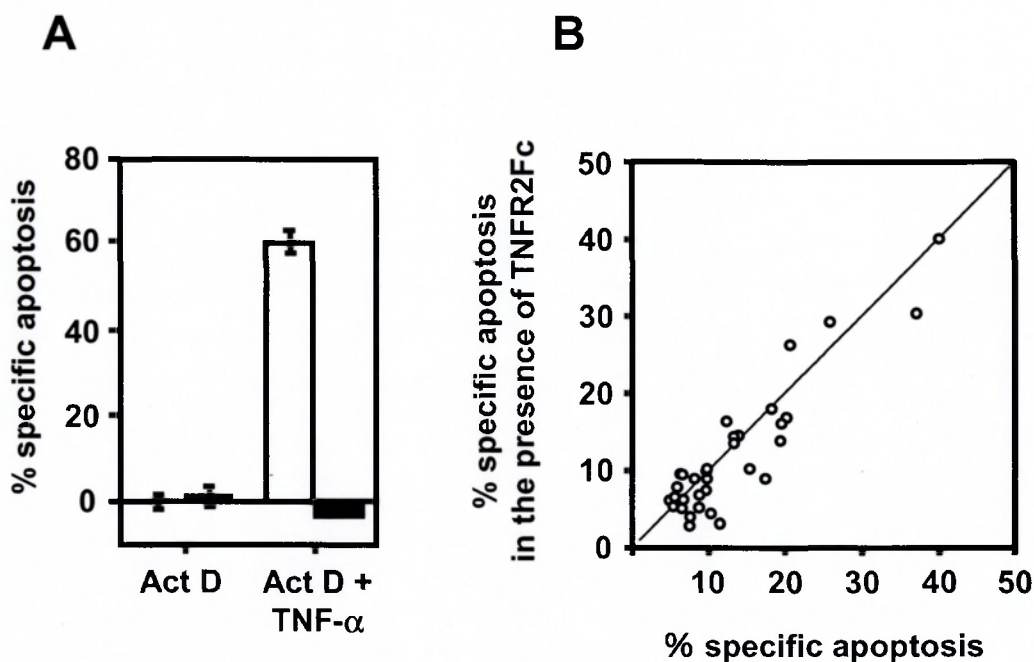 A
% specific apoptosis
80
60
40
20
0
Act D
Act D +
TNF-α
B
% specific apoptosis
in the presence of TNFR2Fc
50
40
30
20
10
0
10
20
30
40
50
% specific apoptosis